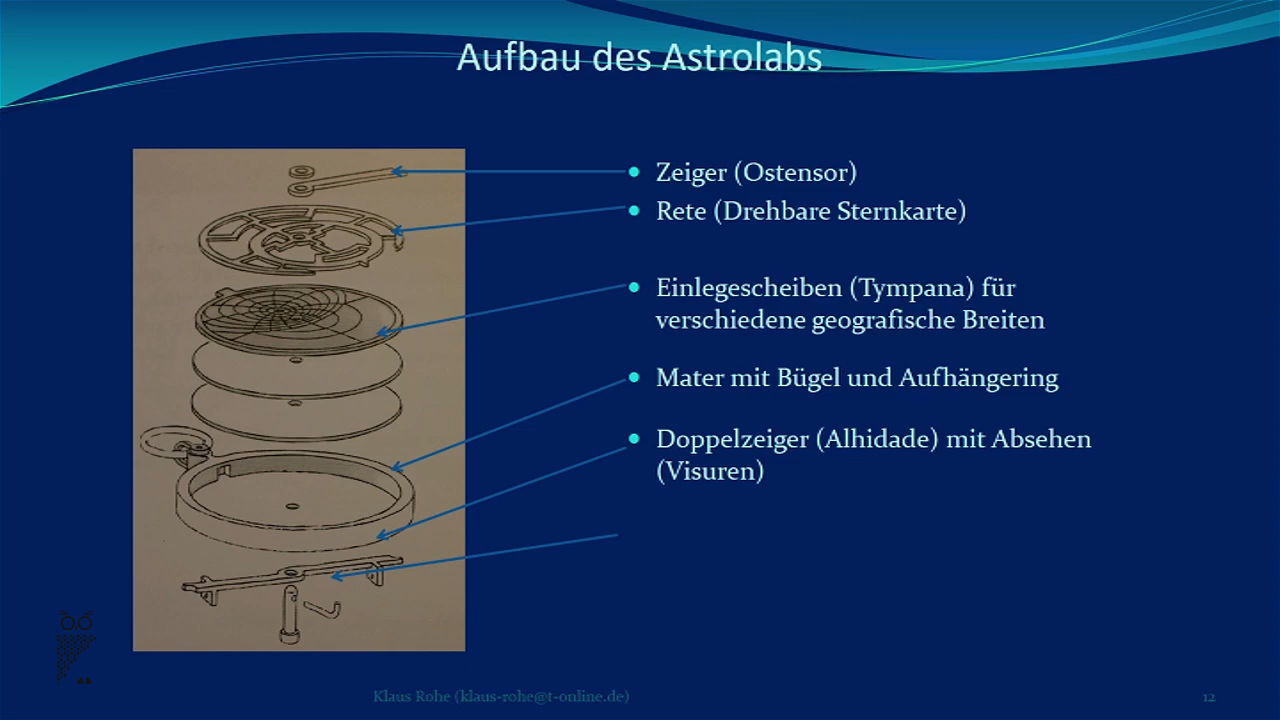 Aufbau des Astrolabs
Zeiger (Ostensor)
Rete (Drehbare Sternkarte)
Einlegescheiben (Tympana) für
verschiedene geografische Breiten
Mater mit Bügel und Aufhängering
Doppelzeiger (Alhidade) mit Absehen
(Visuren)
Klaus Rohe (klaus-rohe@t-online.de)
12